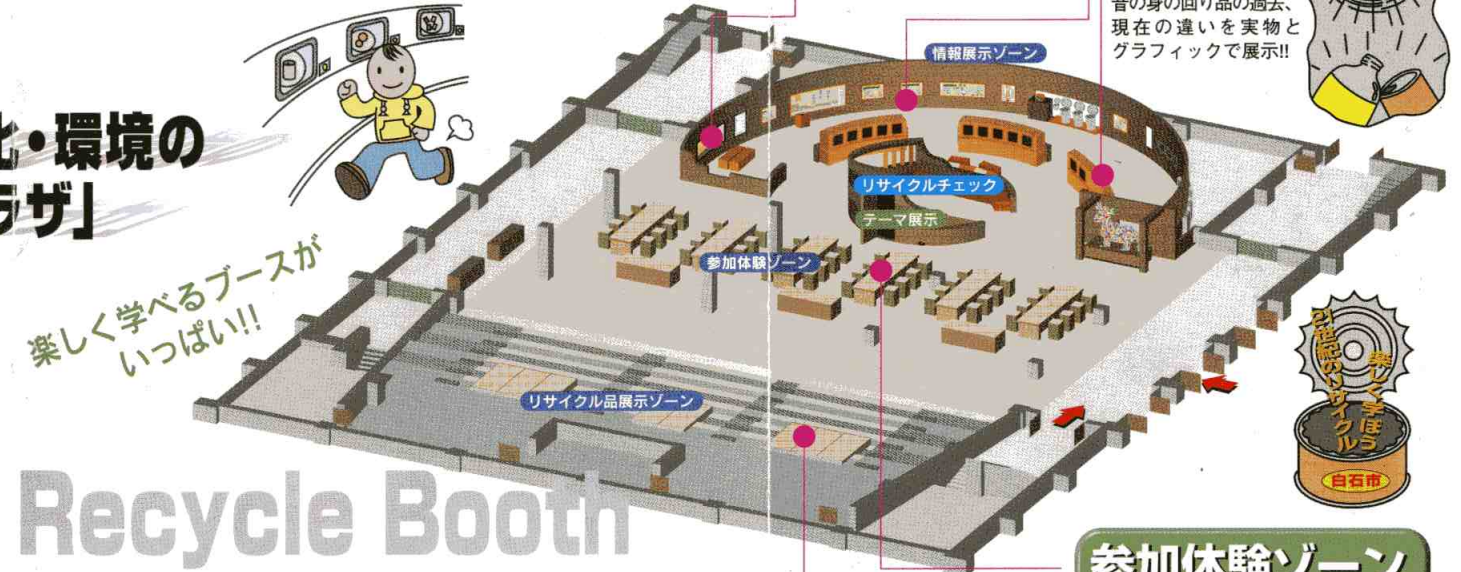 ・環境の
ラザ」
楽しく学べるブースが
いっぱい!!
昔の身の回り品の過去、
現在の違いを実物と
グラフィックで展示!!
情報展示ゾーン
リサイクルチェック
テーマ展示
参加体験ゾーン
リサイクル品展示ゾーン
楽しく学ぼう
21世紀のリサイクル
白石市
Recycle Booth
参加体験ゾーン